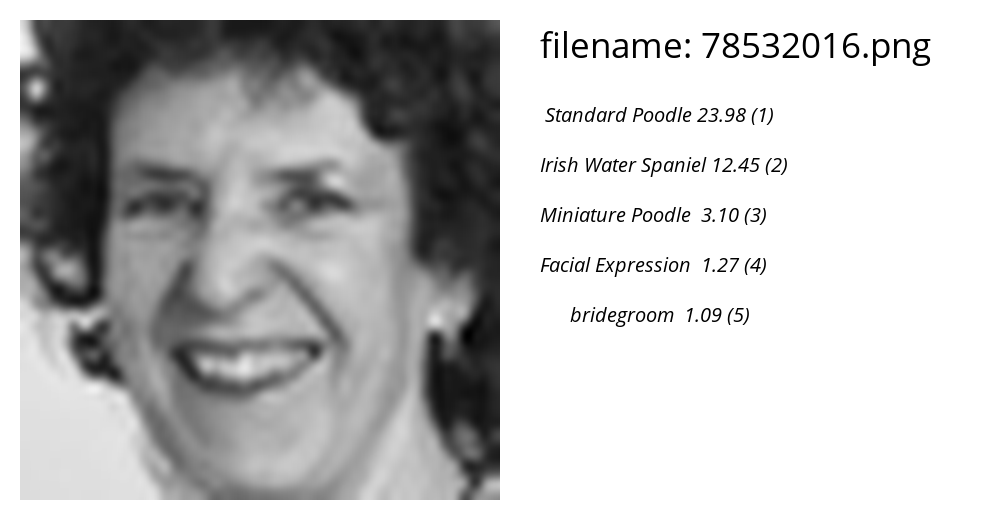 filename: 78532016.png
Standard Poodle 23.98 (1)
Irish Water Spaniel 12.45 (2)
Miniature Poodle 3.10 (3)
Facial Expression 1.27 (4)
bridegroom 1.09 (5)